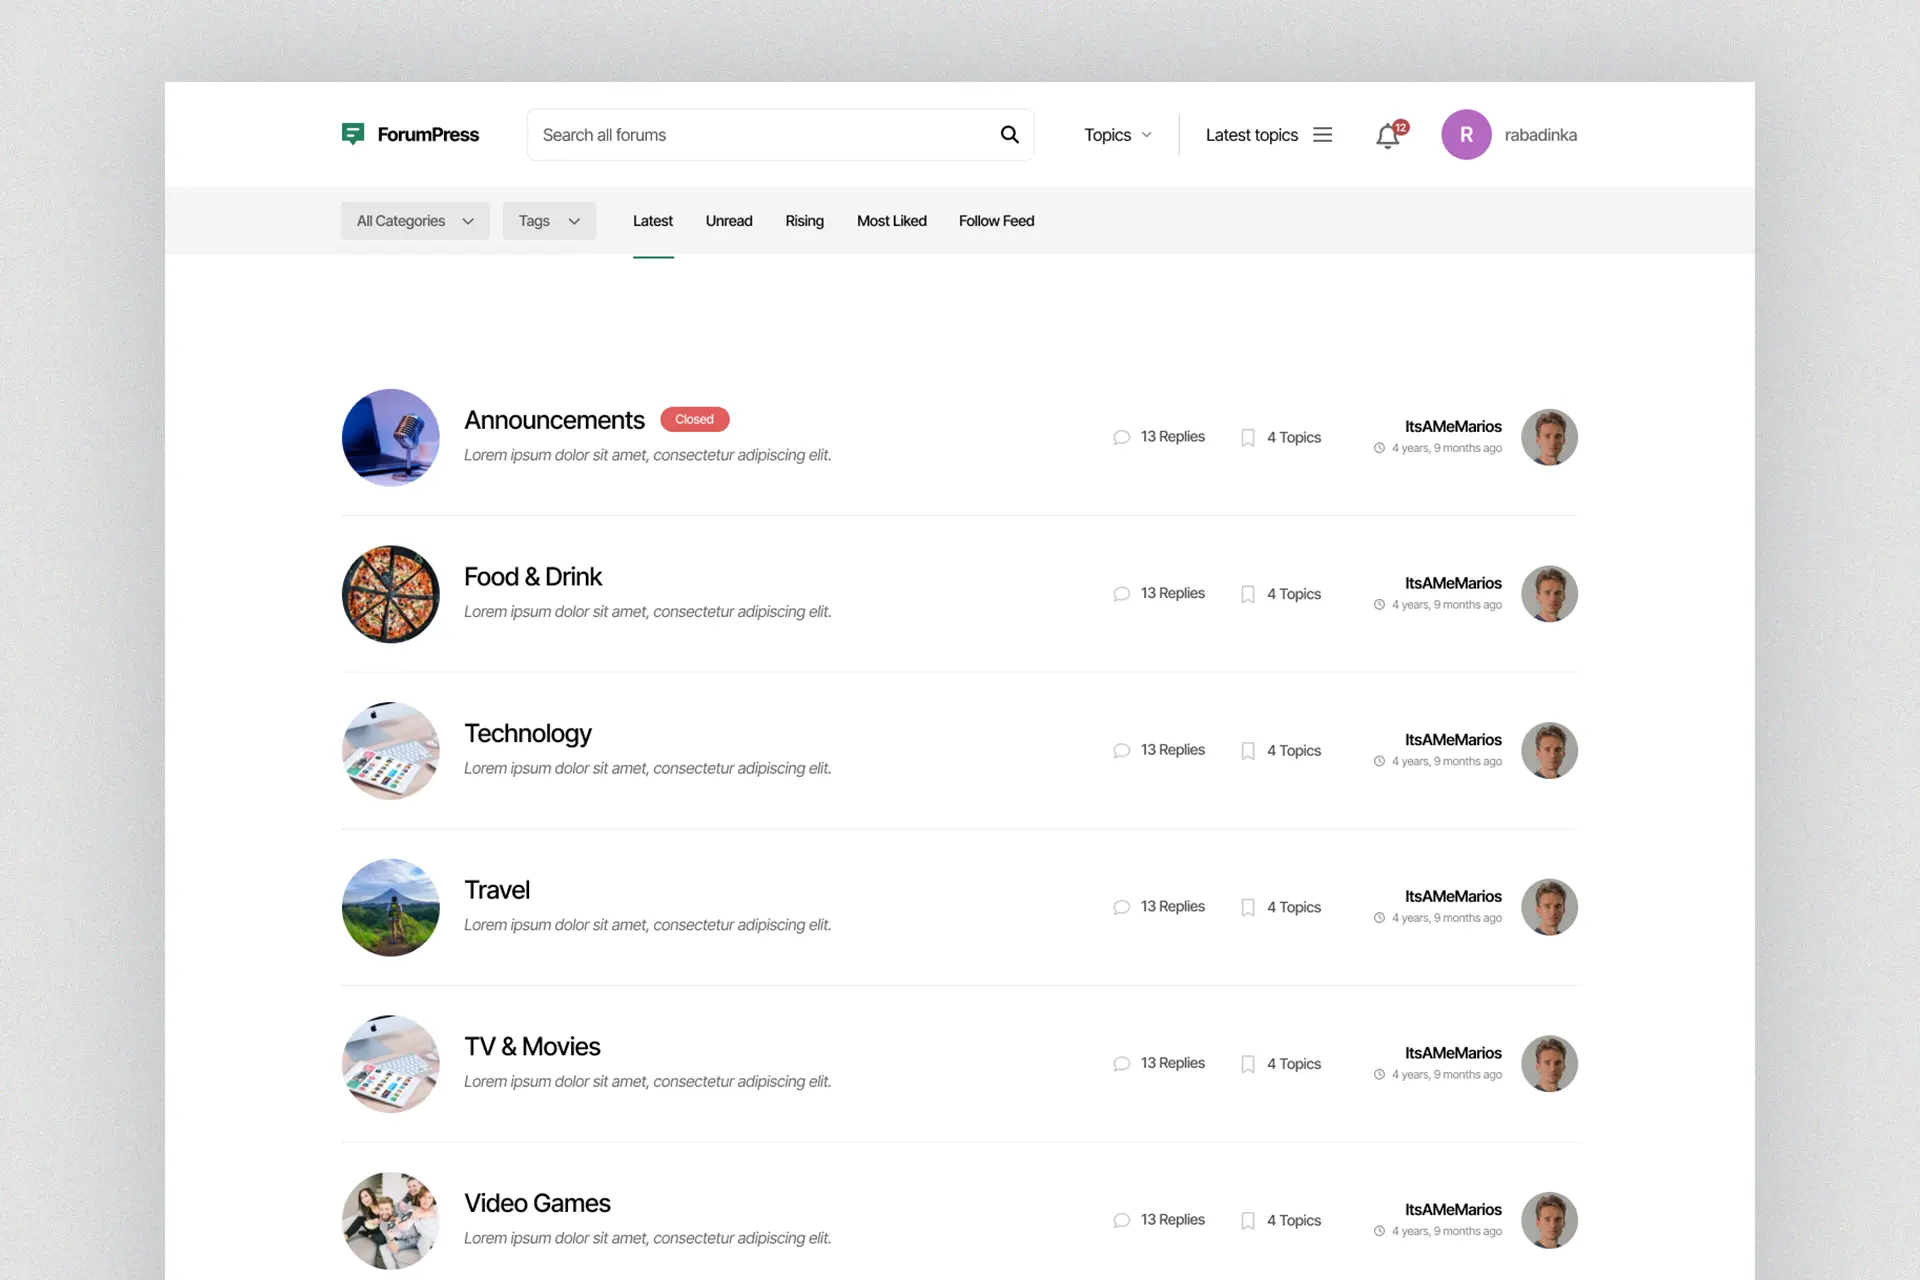 ForumPress
Search all forums
Topics
Latest topics
12
R
rabadinka
All Categories
Tags
Latest
Unread
Rising
Most Liked
Follow Feed
Announcements
Closed
Lorem ipsum dolor sit amet, consectetur adipiscing elit.
13 Replies
4 Topics
ItsAMeMarios
4 years, 9 months ago
Food & Drink
Lorem ipsum dolor sit amet, consectetur adipiscing elit.
13 Replies
4 Topics
ItsAMeMarios
4 years, 9 months ago
Technology
Lorem ipsum dolor sit amet, consectetur adipiscing elit.
13 Replies
4 Topics
ItsAMeMarios
4 years, 9 months ago
Travel
Lorem ipsum dolor sit amet, consectetur adipiscing elit.
13 Replies
4 Topics
ItsAMeMarios
4 years, 9 months ago
TV & Movies
Lorem ipsum dolor sit amet, consectetur adipiscing elit.
13 Replies
4 Topics
ItsAMeMarios
4 years, 9 months ago
Video Games
Lorem ipsum dolor sit amet, consectetur adipiscing elit.
13 Replies
4 Topics
ItsAMeMarios
4 years, 9 months ago